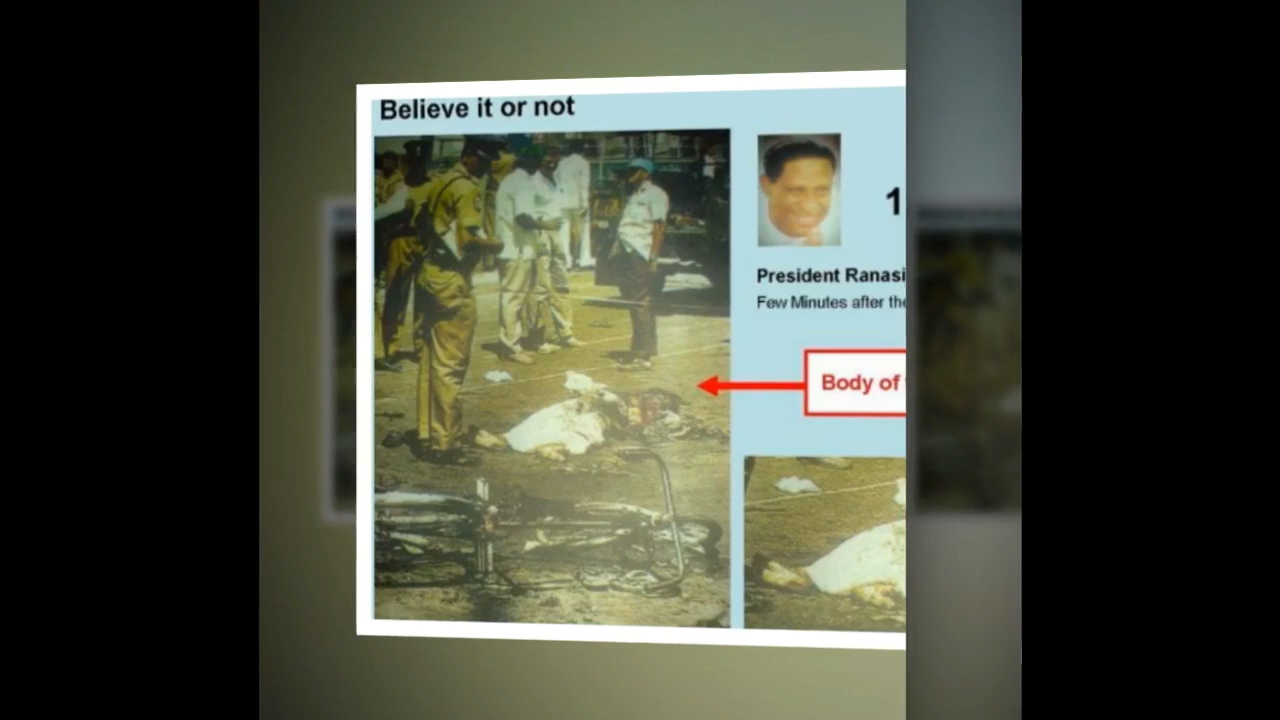 Believe it or not
1
President Ranasi
Few Minutes after the
Body of